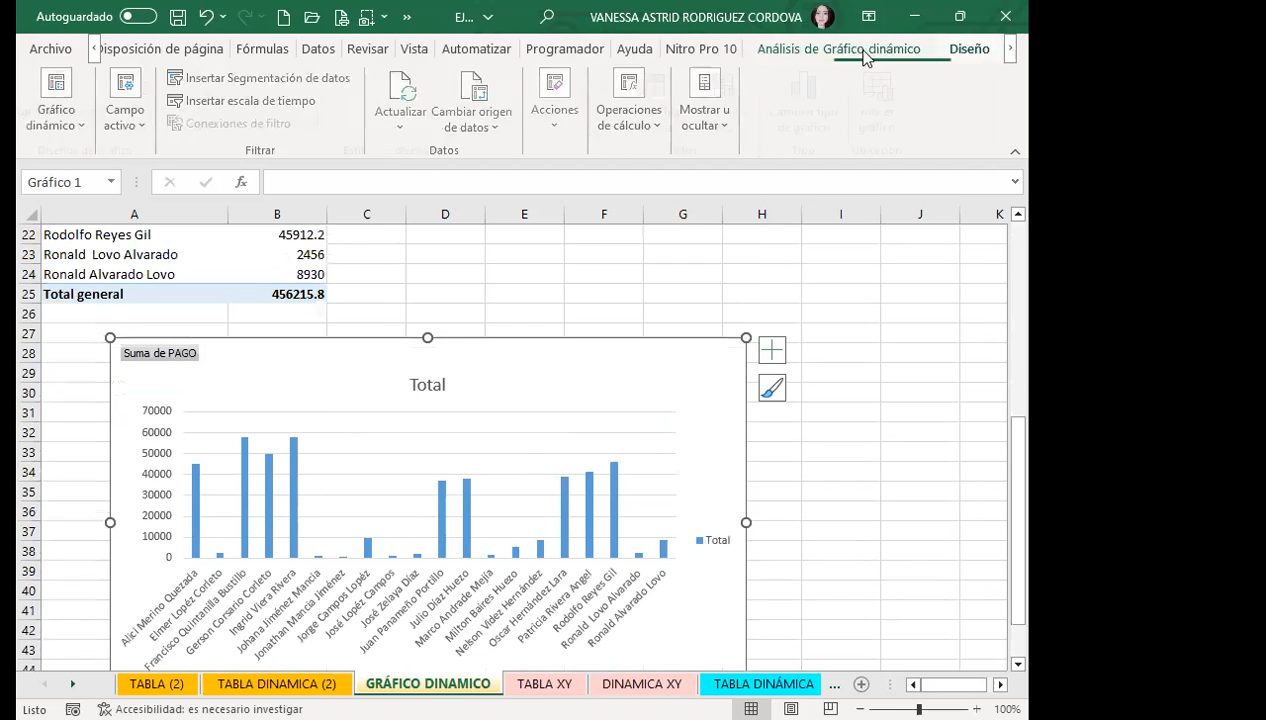 Autoguardado
EJ...
VANESSA ASTRID RODRIGUEZ CORDOVA
Archivo
Disposición de página
Fórmulas
Datos
Revisar
Vista
Automatizar
Programador
Ayuda
Nitro Pro 10
Análisis de Gráfico dinámico
Diseño
Gráfico dinámico
Campo activo
Insertar Segmentación de datos
Insertar escala de tiempo
Conexiones de filtro
Filtrar
Actualizar
Cambiar origen de datos
Datos
Acciones
Operaciones de cálculo
Mostrar u ocultar
Gráfico 1
fx
A B C D E F G H I J K
22 Rodolfo Reyes Gil 45912.2
23 Ronald Lovo Alvarado 2456
24 Ronald Alvarado Lovo 8930
25 Total general 456215.8
26
27
28
29
30
31
32
33
34
35
36
37
38
39
40
41
42
43
44
Suma de PAGO
Total
70000
60000
50000
40000
30000
20000
10000
0
Total
Alici Merino Quezada
Elmer Lopéz Corleto
Francisco Quintanilla Bustillo
Gerson Corsario Corleto
Ingrid Viera Rivera
Johana Jiménez Mancia
Jonathan Mancia Jiménez
Jorge Campos Lopéz
José Lopéz Campos
José Zelaya Díaz
Juan Panameño Portillo
Julio Díaz Huezo
Marco Andrade Mejía
Milton Baires Huezo
Nelson Videz Hernández
Oscar Hernández Lara
Patricia Rivera Angel
Rodolfo Reyes Gil
Ronald Lovo Alvarado
Ronald Alvarado Lovo
TABLA (2)
TABLA DINAMICA (2)
GRÁFICO DINAMICO
TABLA XY
DINAMICA XY
TABLA DINÁMICA
...
Listo
Accesibilidad: es necesario investigar
100%